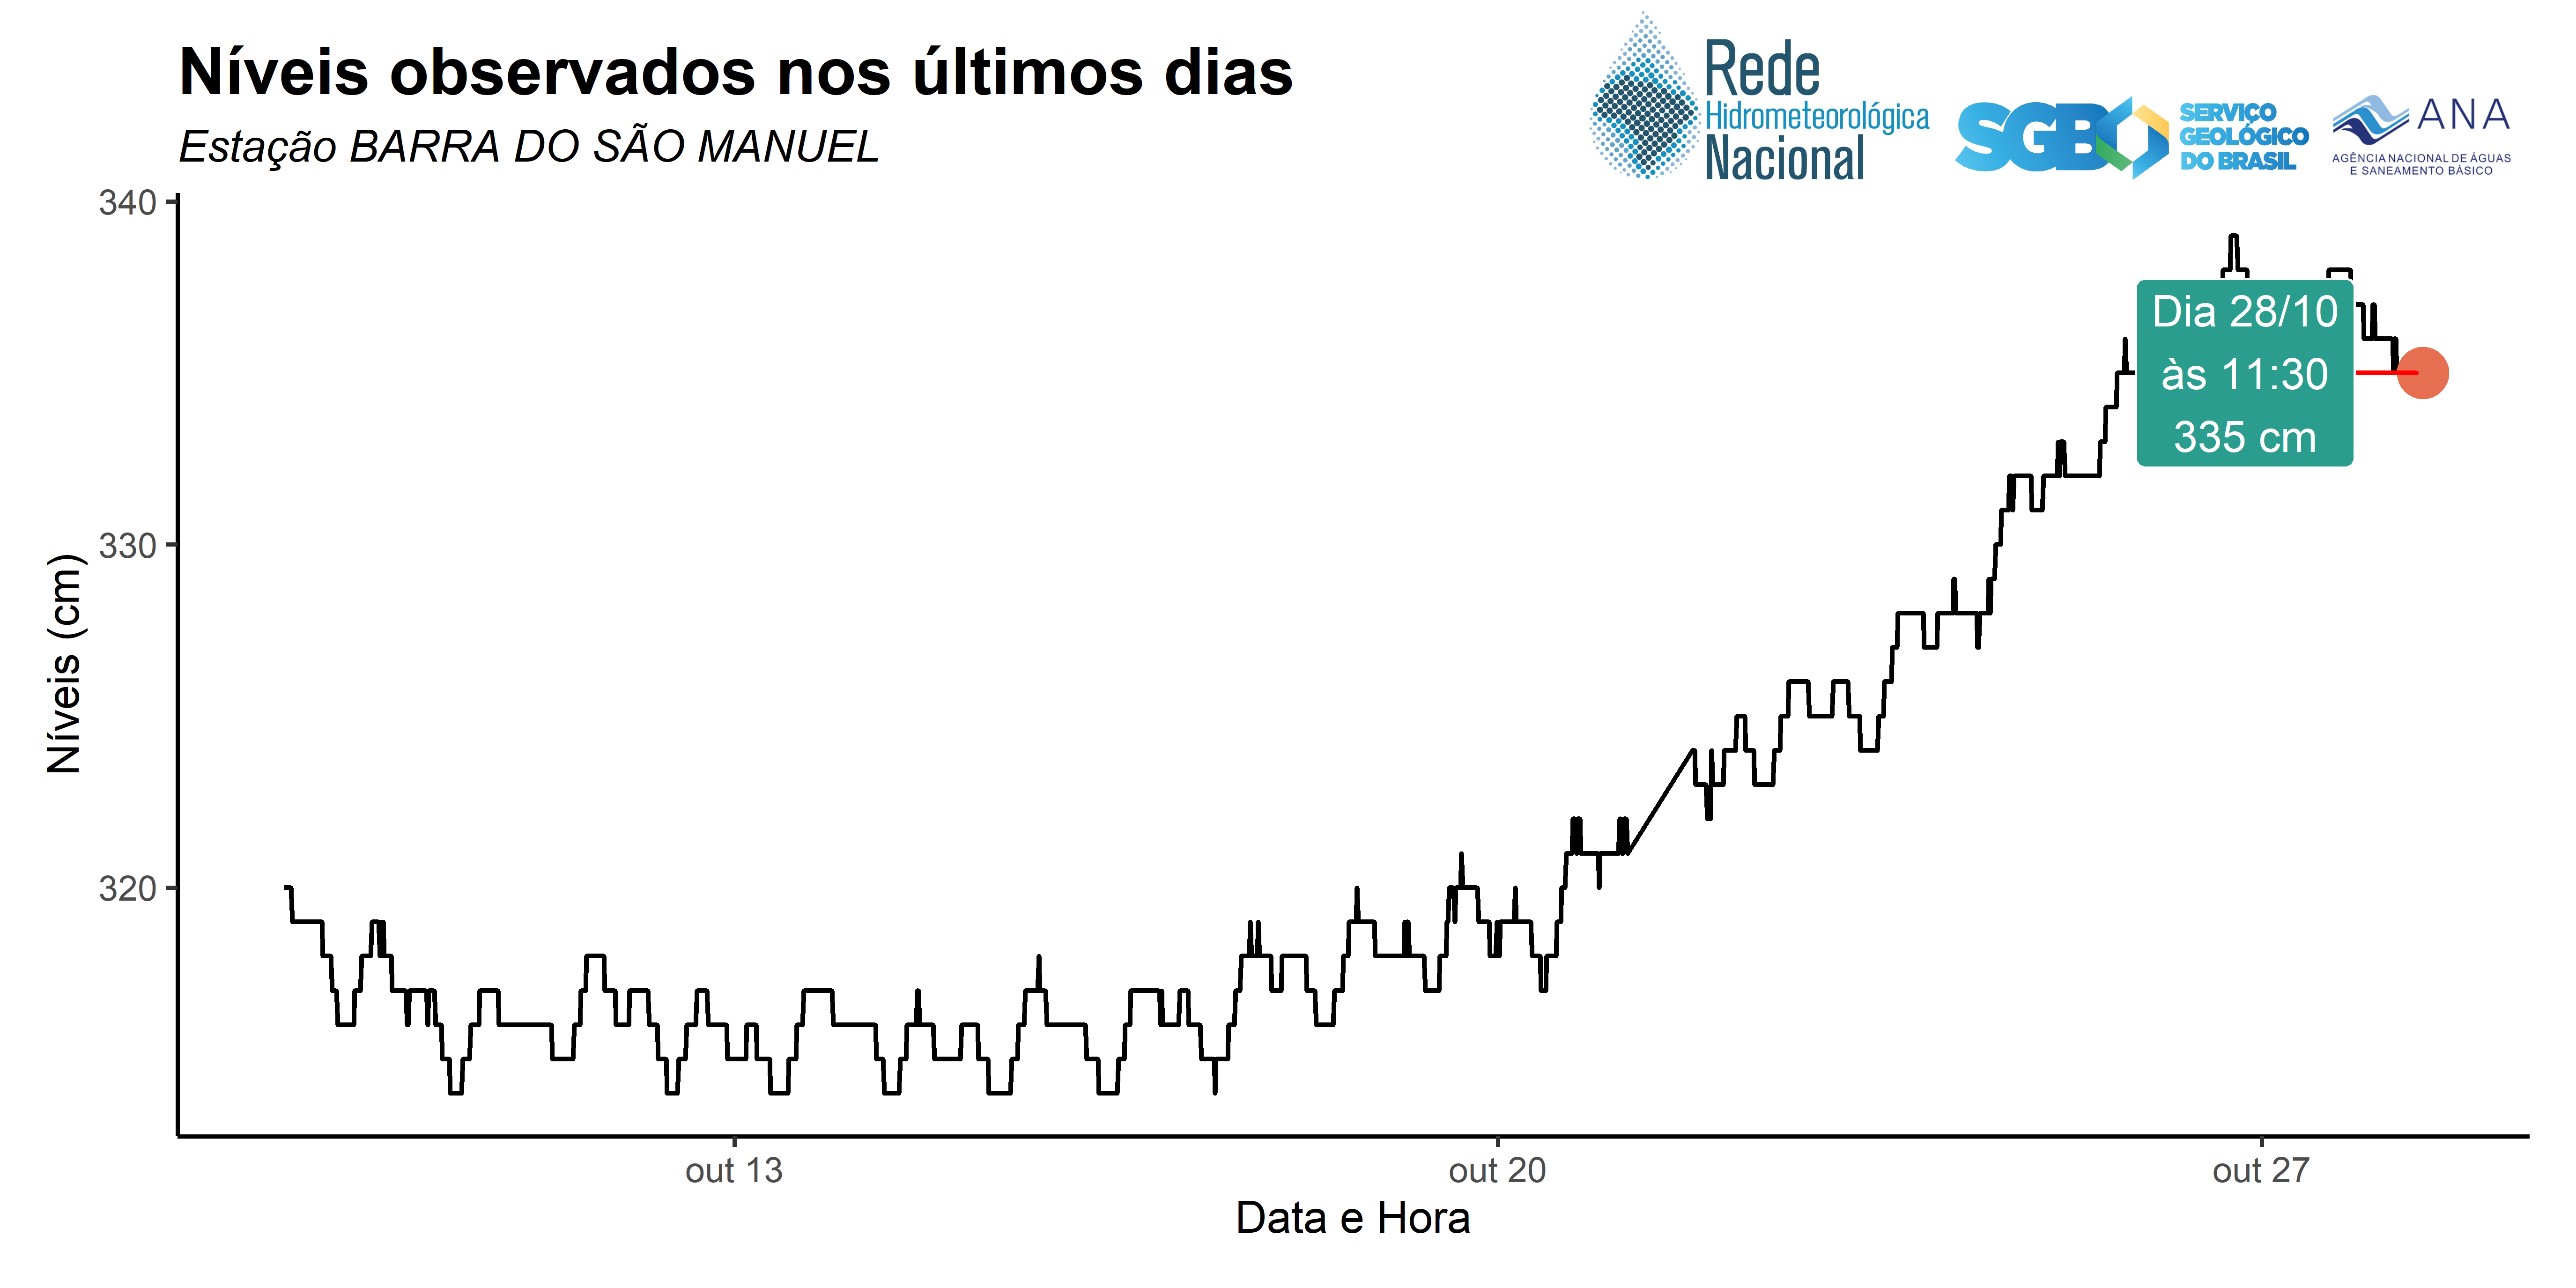 Níveis observados nos últimos dias
Estação BARRA DO SÃO MANUEL
Rede
Hidrometeorológica
Nacional
SGB
SERVIÇO
GEOLÓGICO
DO BRASIL
ANA
AGÊNCIA NACIONAL DE ÁGUAS
E SANEAMENTO BÁSICO
340
330
320
Níveis (cm)
Dia 28/10
às 11:30
335 cm
out 13
out 20
out 27
Data e Hora